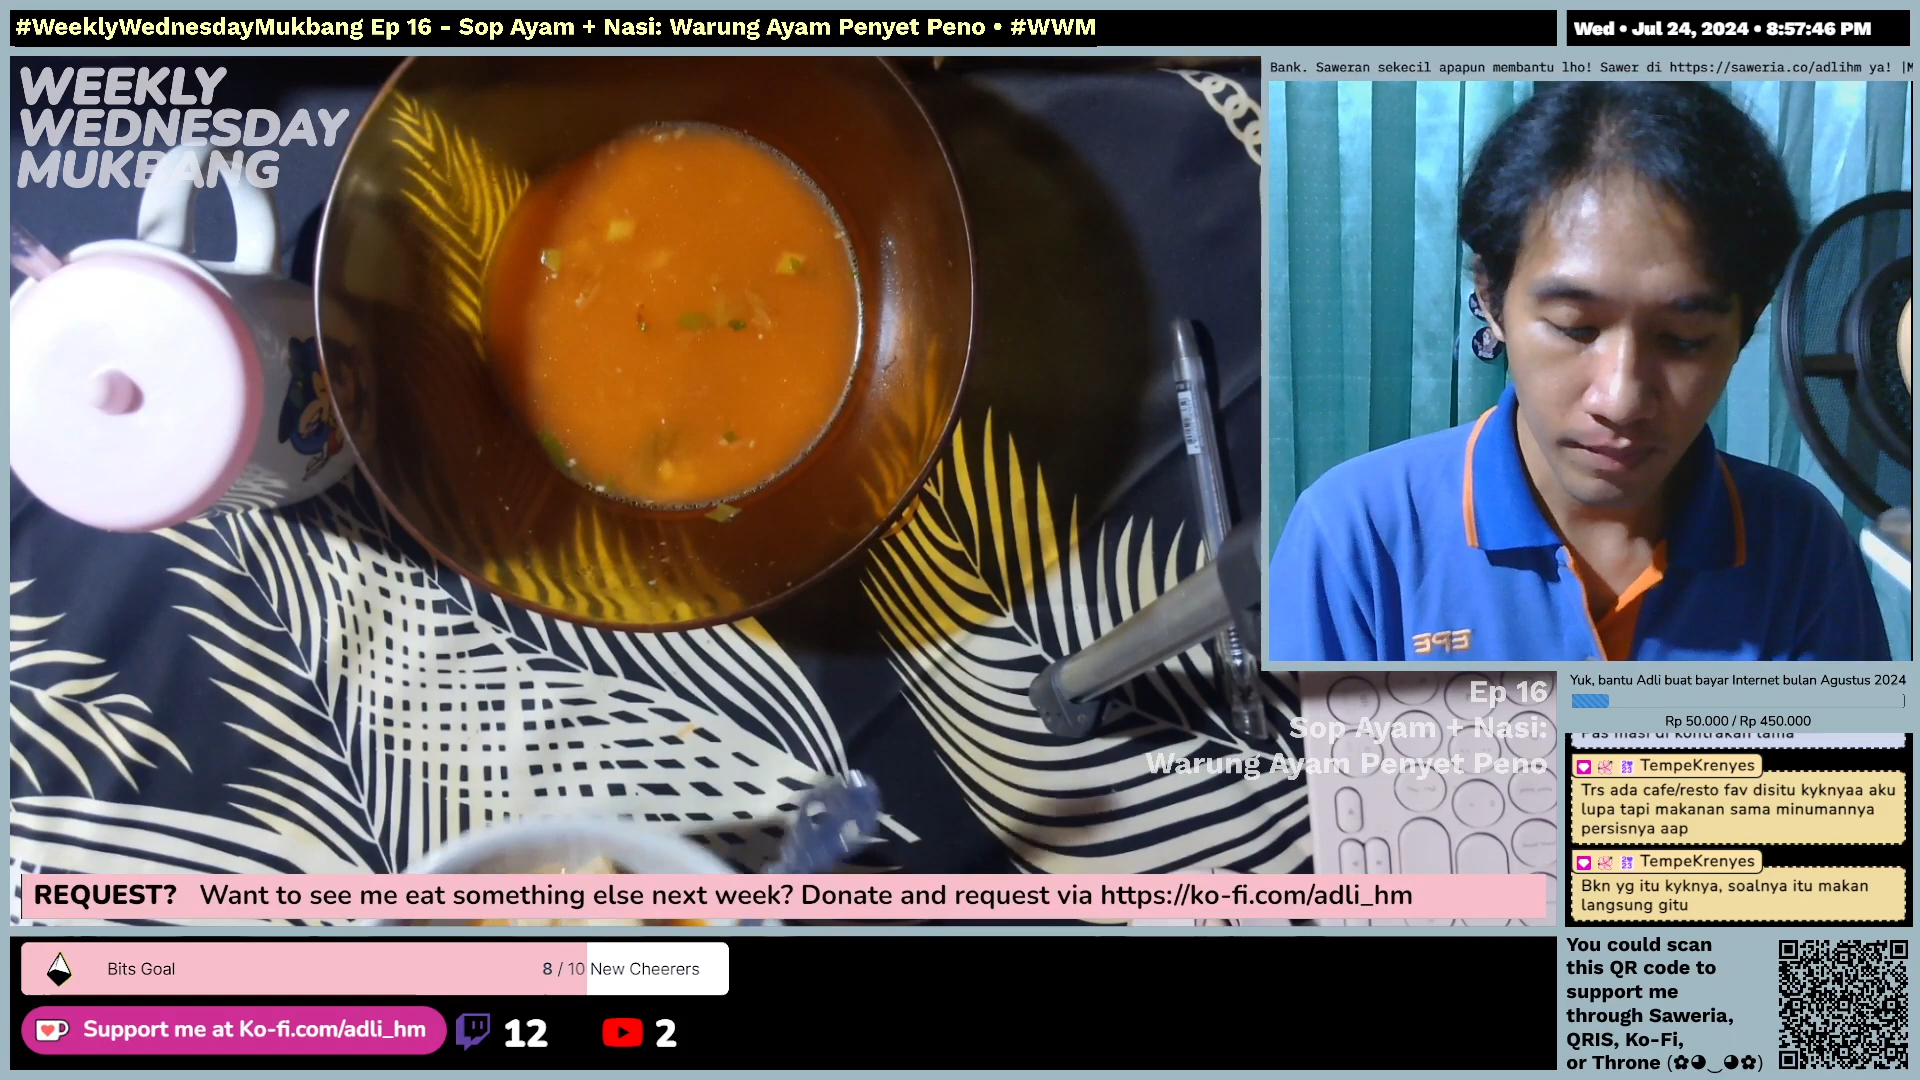 #WeeklyWednesdayMukbang Ep 16 - Sop Ayam + Nasi: Warung Ayam Penyet Peno • #WWM
Wed • Jul 24, 2024 • 8:57:46 PM
Bank. Saweran sekecil apapun membantu lho! Sawer di https://saweria.co/adlihm ya! |M
WEEKLY
WEDNESDAY
MUKBANG
Ep 16
Sop Ayam + Nasi:
Warung Ayam Penyet Peno
Yuk, bantu Adli buat bayar Internet bulan Agustus 2024
Rp 50.000 / Rp 450.000
Pas masi di kontrakan lama
TempeKrenyes
Trs ada cafe/resto fav disitu kyknyaa aku
lupa tapi makanan sama minumannya
persisnya aap
TempeKrenyes
Bkn yg itu kyknya, soalnya itu makan
langsung gitu
REQUEST? Want to see me eat something else next week? Donate and request via https://ko-fi.com/adli_hm
Bits Goal 8 / 10 New Cheerers
Support me at Ko-fi.com/adli_hm 12 2
You could scan
this QR code to
support me
through Saweria,
QRIS, Ko-Fi,
or Throne (✿◕‿◕✿)